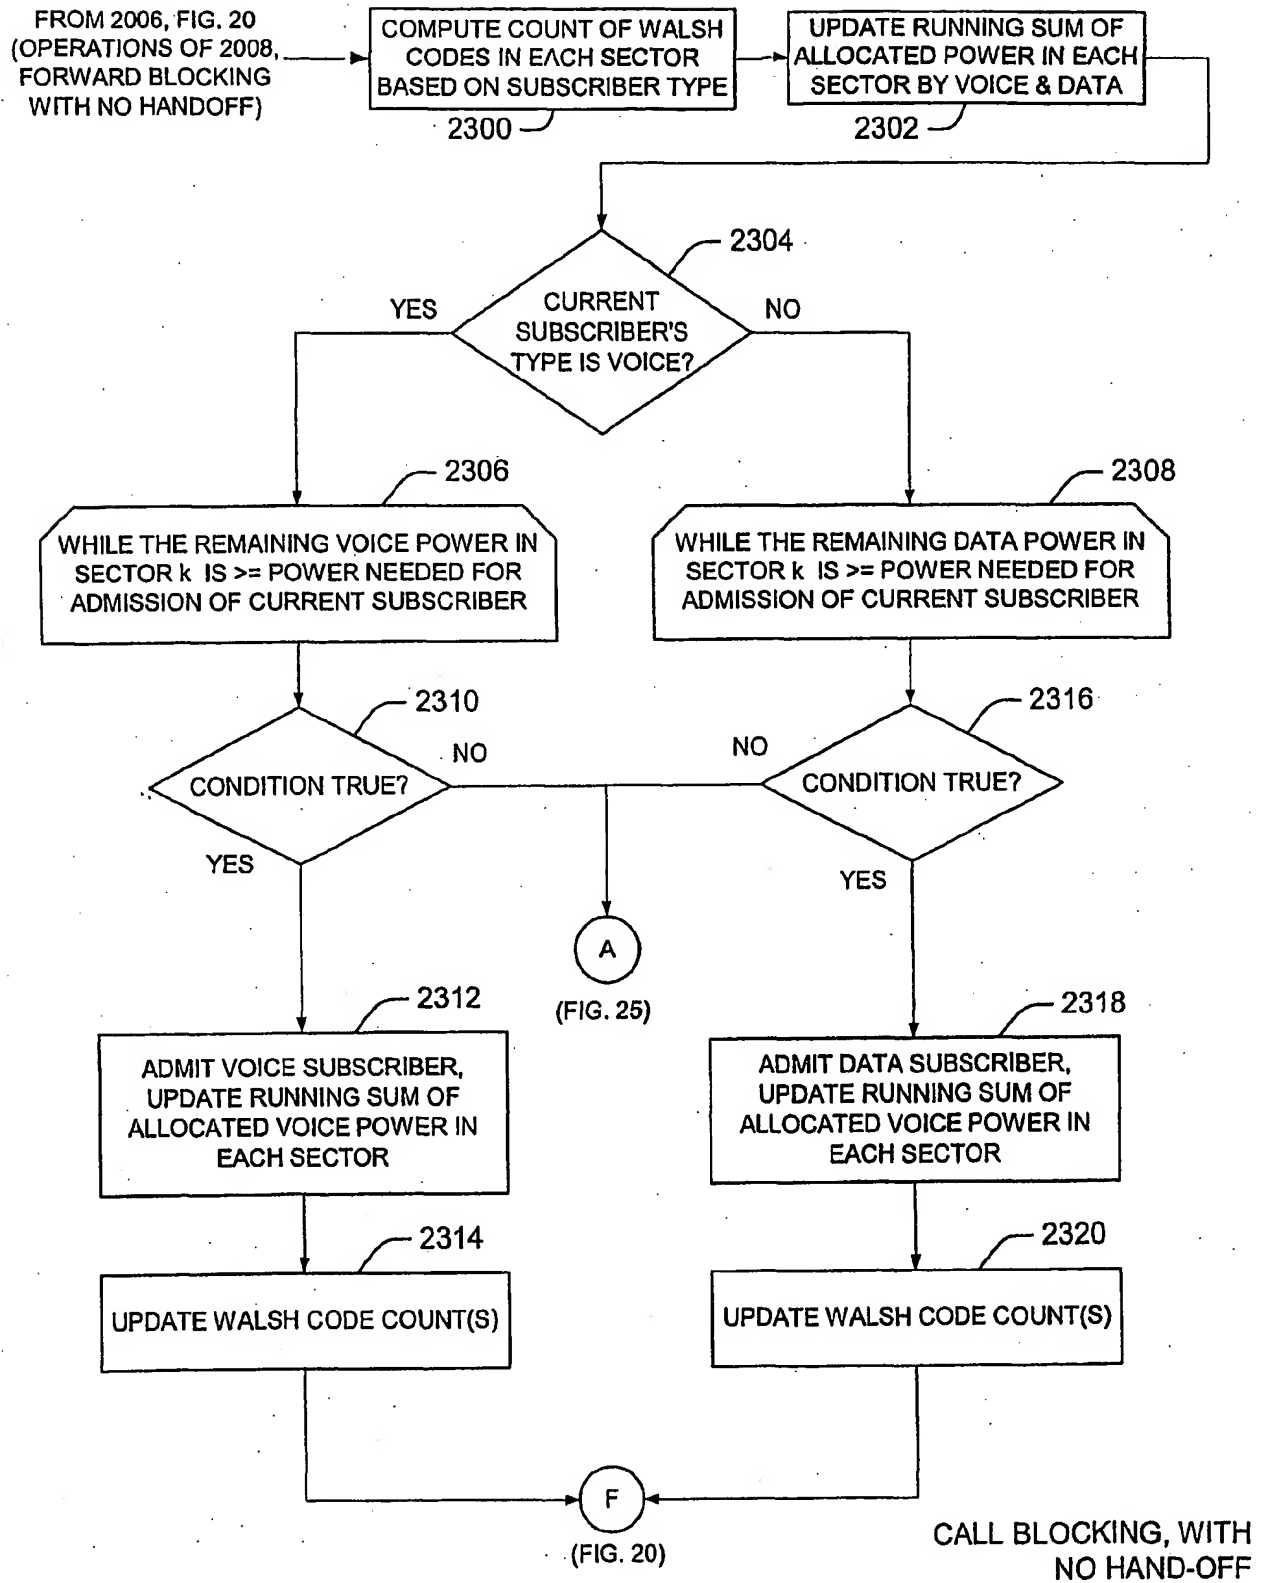 FROM 2006, FIG. 20
(OPERATIONS OF 2008,
FORWARD BLOCKING
WITH NO HANDOFF)
COMPUTE COUNT OF WALSH
CODES IN EACH SECTOR
BASED ON SUBSCRIBER TYPE
2300
UPDATE RUNNING SUM OF
ALLOCATED POWER IN EACH
SECTOR BY VOICE & DATA
2302
2304
CURRENT
SUBSCRIBER'S
TYPE IS VOICE?
YES
NO
2306
WHILE THE REMAINING VOICE POWER IN
SECTOR k IS >= POWER NEEDED FOR
ADMISSION OF CURRENT SUBSCRIBER
2308
WHILE THE REMAINING DATA POWER IN
SECTOR k IS >= POWER NEEDED FOR
ADMISSION OF CURRENT SUBSCRIBER
2310
CONDITION TRUE?
NO
YES
2316
CONDITION TRUE?
NO
YES
A
(FIG. 25)
2312
ADMIT VOICE SUBSCRIBER,
UPDATE RUNNING SUM OF
ALLOCATED VOICE POWER IN
EACH SECTOR
2318
ADMIT DATA SUBSCRIBER,
UPDATE RUNNING SUM OF
ALLOCATED VOICE POWER IN
EACH SECTOR
2314
UPDATE WALSH CODE COUNT(S)
2320
UPDATE WALSH CODE COUNT(S)
F
(FIG. 20)
CALL BLOCKING, WITH
NO HAND-OFF